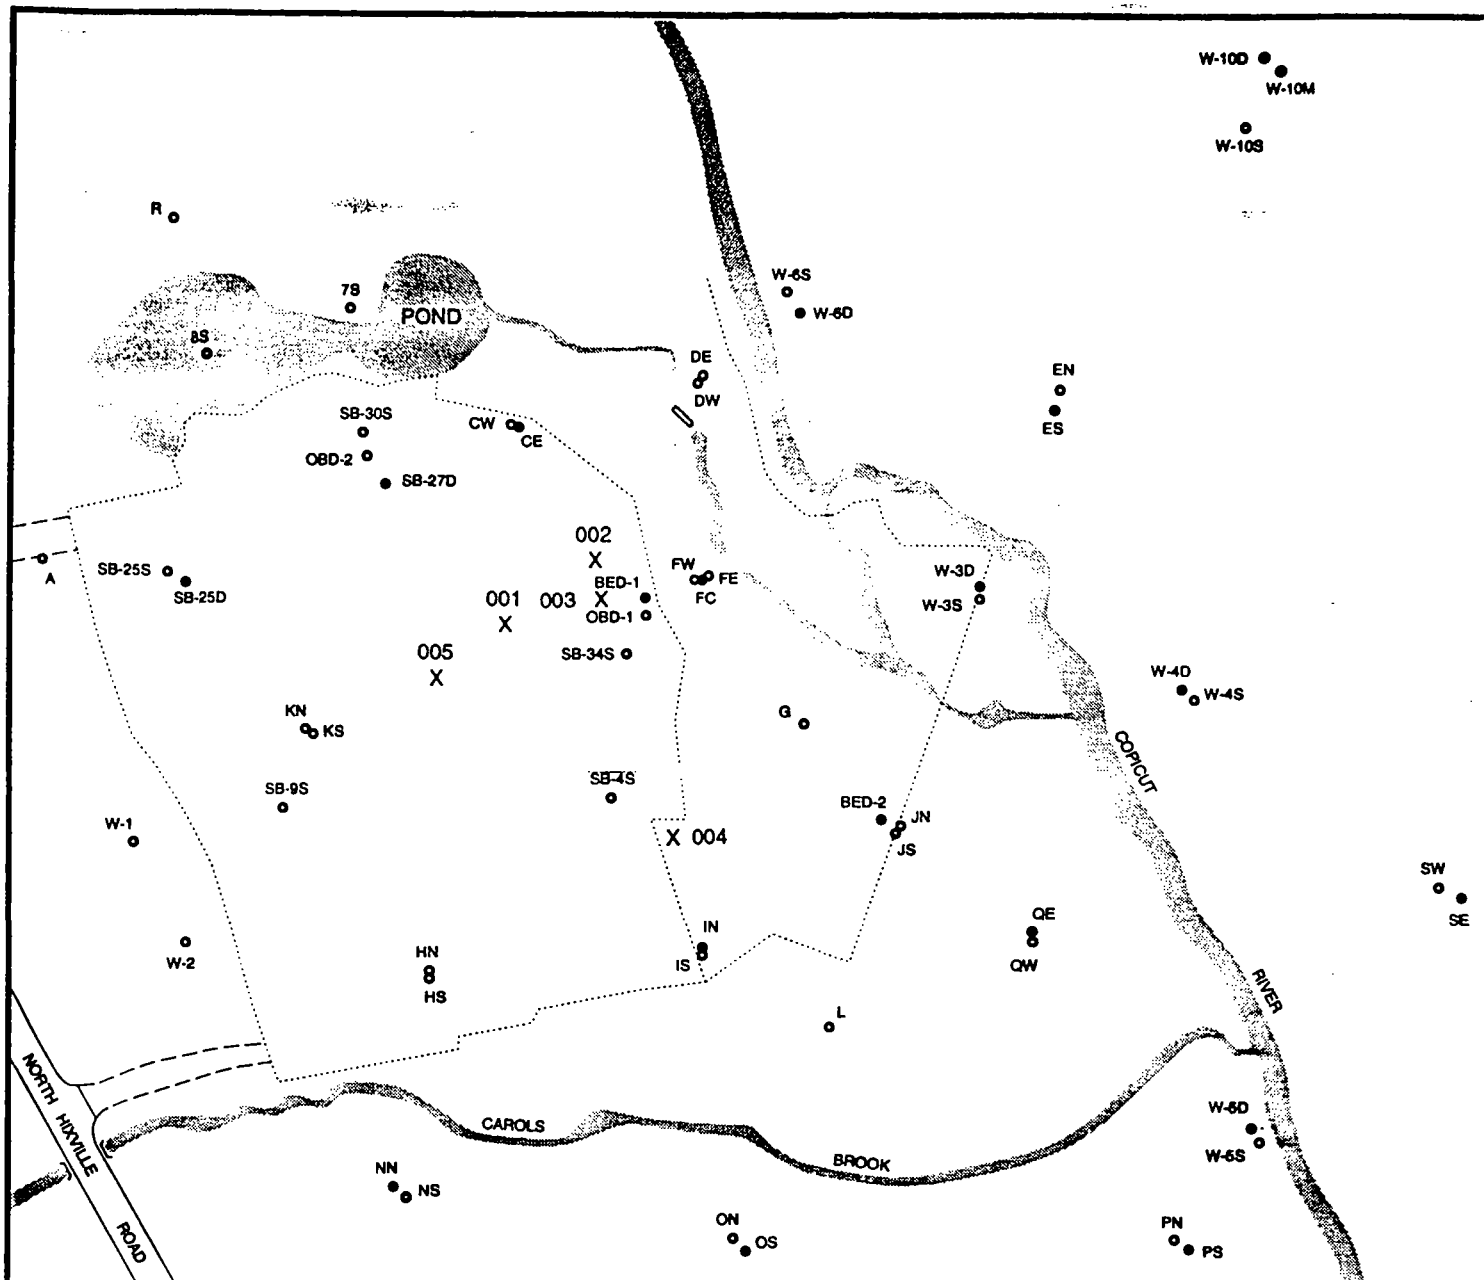 W-10D
W-10M
W-10S
R
W-6S
7S
W-6D
POND
8S
DE
EN
DW
SB-30S
CW
CE
ES
OBD-2
SB-27D
002
X
FW
FE
A
SB-25S
BED-1
W-3D
SB-25D
001
003
X
FC
W-3S
X
OBD-1
005
SB-34S
X
W-4D
W-4S
KN
G
KS
COPICUT
SB-9S
SB-4S
BED-2
W-1
JN
X 004
JS
SW
QE
SE
IN
W-2
HN
IS
QW
HS
RIVER
L
NORTH HIXVILLE
ROAD
CAROLS
W-5D
BROOK
W-5S
NN
NS
ON
OS
PN
PS